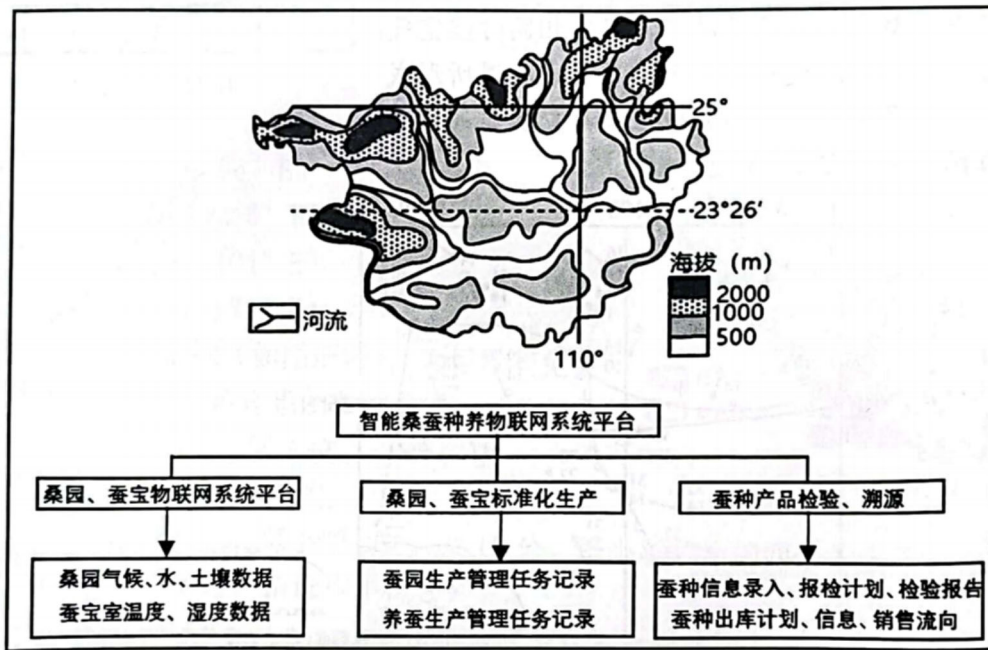 25°
23°26′
海拔（m）
2000
1000
500
河流
110°
智能桑蚕种养物联网系统平台
桑园、蚕宝物联网系统平台
桑园、蚕宝标准化生产
蚕种产品检验、溯源
桑园气候、水、土壤数据
蚕宝室温度、湿度数据
蚕园生产管理任务记录
养蚕生产管理任务记录
蚕种信息录入、报检计划、检验报告
蚕种出库计划、信息、销售流向